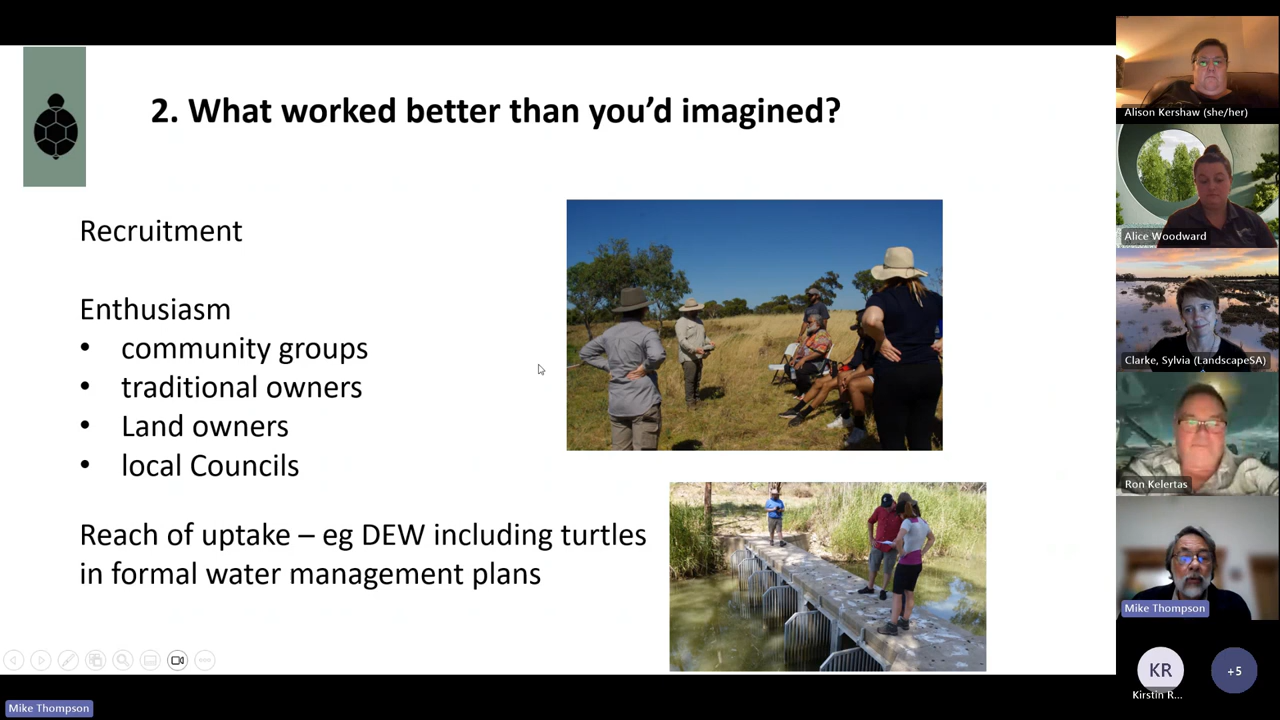 2. What worked better than you'd imagined?
Recruitment
Enthusiasm
• community groups
• traditional owners
• Land owners
• local Councils
Reach of uptake – eg DEW including turtles
in formal water management plans
Alison Kershaw (she/her)
Alice Woodward
Clarke, Sylvia (LandscapeSA)
Ron Kelertas
Mike Thompson
KR
Kirstin R...
+5
Mike Thompson